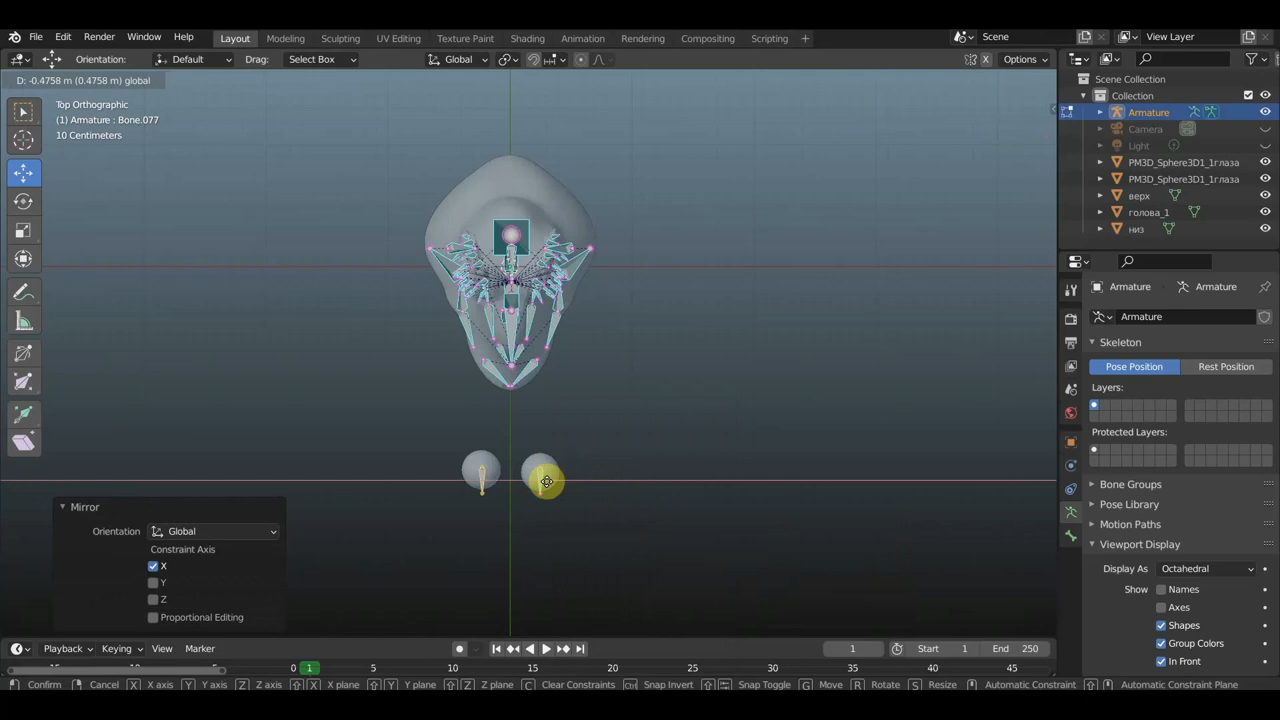 File Edit Render Window Help Layout Modeling Sculpting UV Editing Texture Paint Shading Animation Rendering Compositing Scripting + Scene View Layer
Orientation: Default Drag: Select Box Global X Options
D: -0.4758 m (0.4758 m) global
Top Orthographic
(1) Armature : Bone.077
10 Centimeters
Scene Collection
Collection
Armature
Camera
Light
PM3D_Sphere3D1_1глаза
PM3D_Sphere3D1_1глаза
верх
голова_1
низ
Armature Armature
Armature
Skeleton
Pose Position Rest Position
Layers:
Protected Layers:
Bone Groups
Pose Library
Motion Paths
Viewport Display
Display As Octahedral
Show Names
Axes
Shapes
Group Colors
In Front
Mirror
Orientation Global
Constraint Axis
X
Y
Z
Proportional Editing
Playback Keying View Marker 1 Start 1 End 250
0 1 5 10 15 20 25 30 35 40 45
Confirm Cancel X X axis Y Y axis Z Z axis X X plane Y Y plane Z Z plane C Clear Constraints Ctrl Snap Invert Snap Toggle G Move R Rotate S Resize Automatic Constraint Automatic Constraint Plane